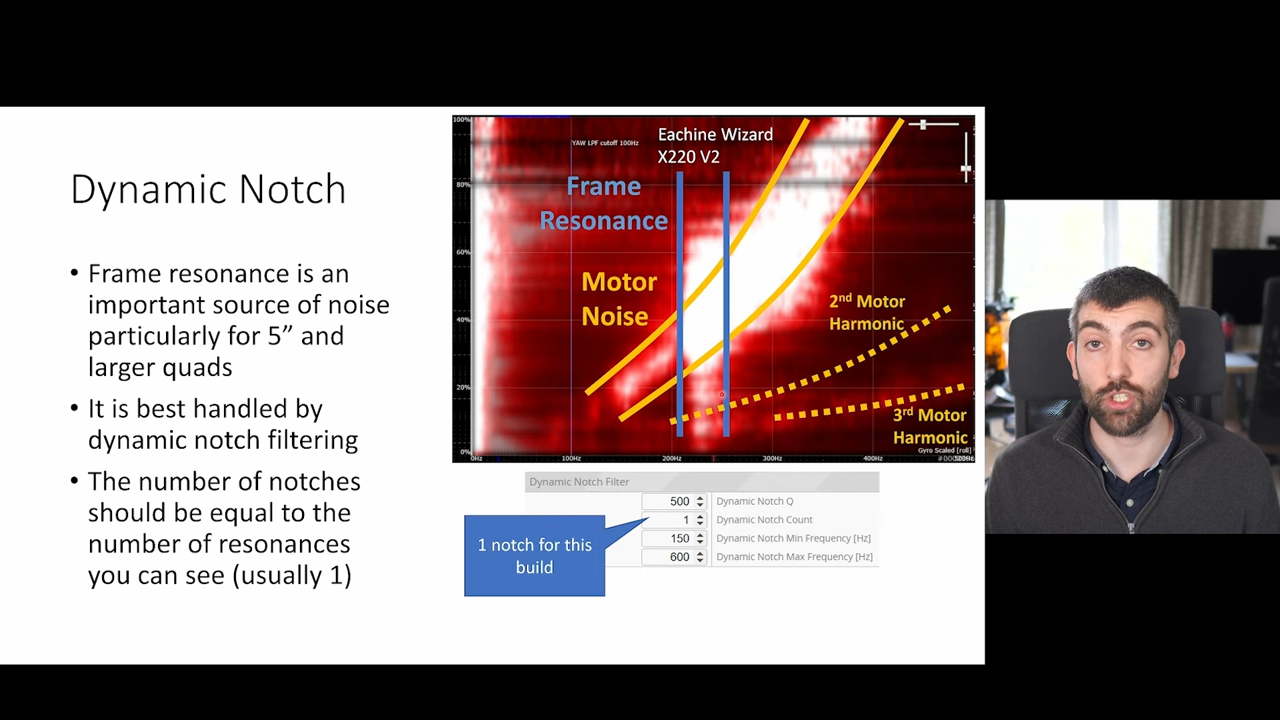 Dynamic Notch
• Frame resonance is an
important source of noise
particularly for 5” and
larger quads
• It is best handled by
dynamic notch filtering
• The number of notches
should be equal to the
number of resonances
you can see (usually 1)
100%
80%
60%
40%
20%
0%
YAW LPF cutoff 100Hz
Eachine Wizard
X220 V2
Frame
Resonance
Motor
Noise
2nd Motor
Harmonic
3rd Motor
Harmonic
Gyro Scaled [roll]
0Hz 100Hz 200Hz 300Hz 400Hz
Dynamic Notch Filter
500 Dynamic Notch Q
1 Dynamic Notch Count
150 Dynamic Notch Min Frequency [Hz]
600 Dynamic Notch Max Frequency [Hz]
1 notch for this
build